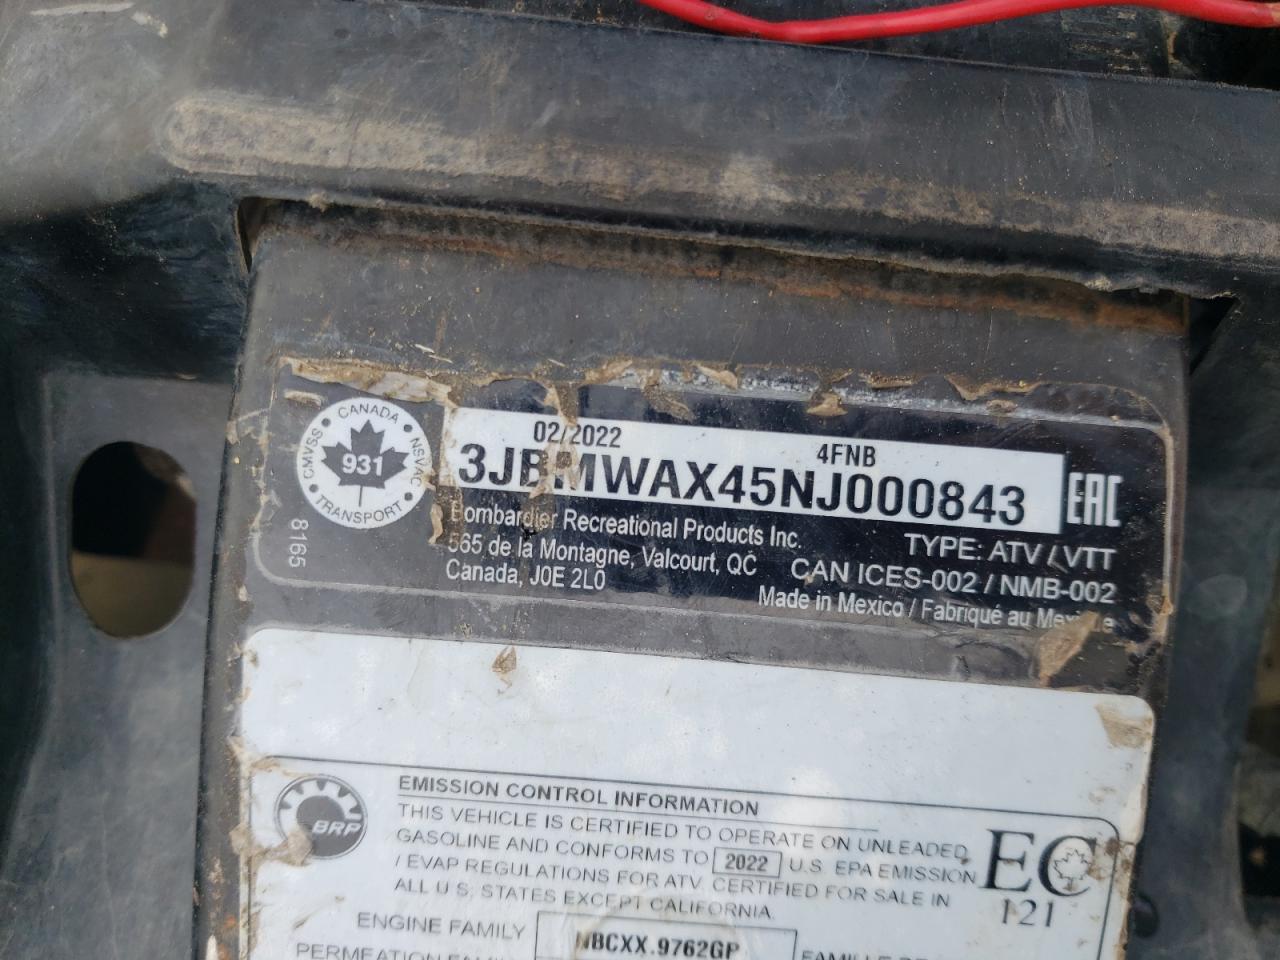 CANADA
CMVSS
NSVAC
931
TRANSPORT
8165
02/2022
4FNB
3JBMWAX45NJ000843
EAC
Bombardier Recreational Products Inc.
565 de la Montagne, Valcourt, QC
Canada, J0E 2L0
TYPE: ATV / VTT
CAN ICES-002 / NMB-002
Made in Mexico / Fabriqué au
BRP
EMISSION CONTROL INFORMATION
THIS VEHICLE IS CERTIFIED TO OPERATE ON UNLEADED
GASOLINE AND CONFORMS TO 2022 U.S. EPA EMISSION
/ EVAP REGULATIONS FOR ATV, CERTIFIED FOR SALE IN
ALL U.S. STATES EXCEPT CALIFORNIA.
EC
121
ENGINE FAMILY NBCXX.9762GP